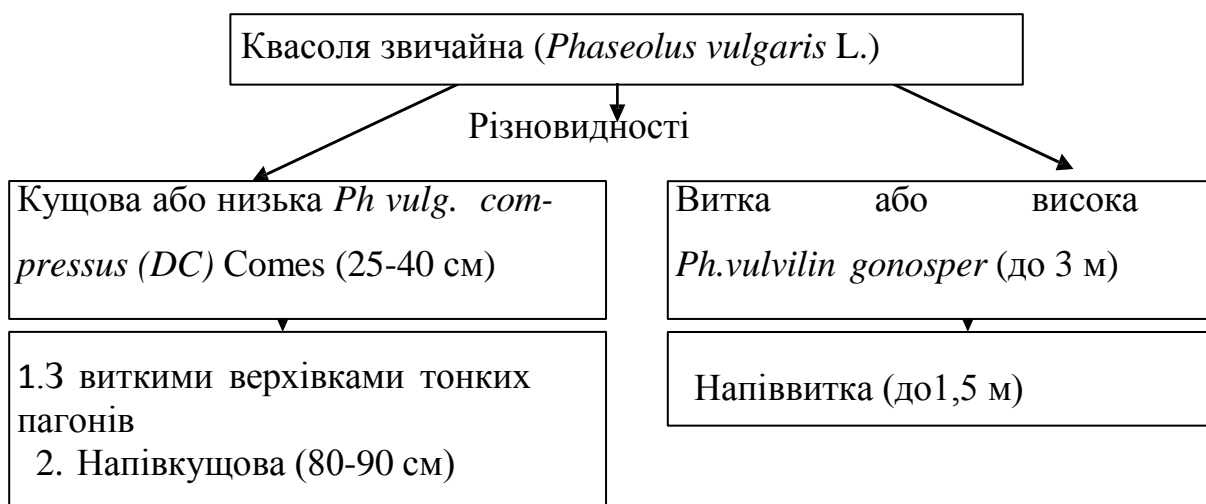 Квасоля звичайна (Phaseolus vulgaris L.)
Різновидності
Кущова або низька Ph vulg. com-
pressus (DC) Comes (25-40 см)
Витка або висока
Ph.vulvilin gonosper (до 3 м)
1.З виткими верхівками тонких
пагонів
2. Напівкущова (80-90 см)
Напіввитка (до1,5 м)